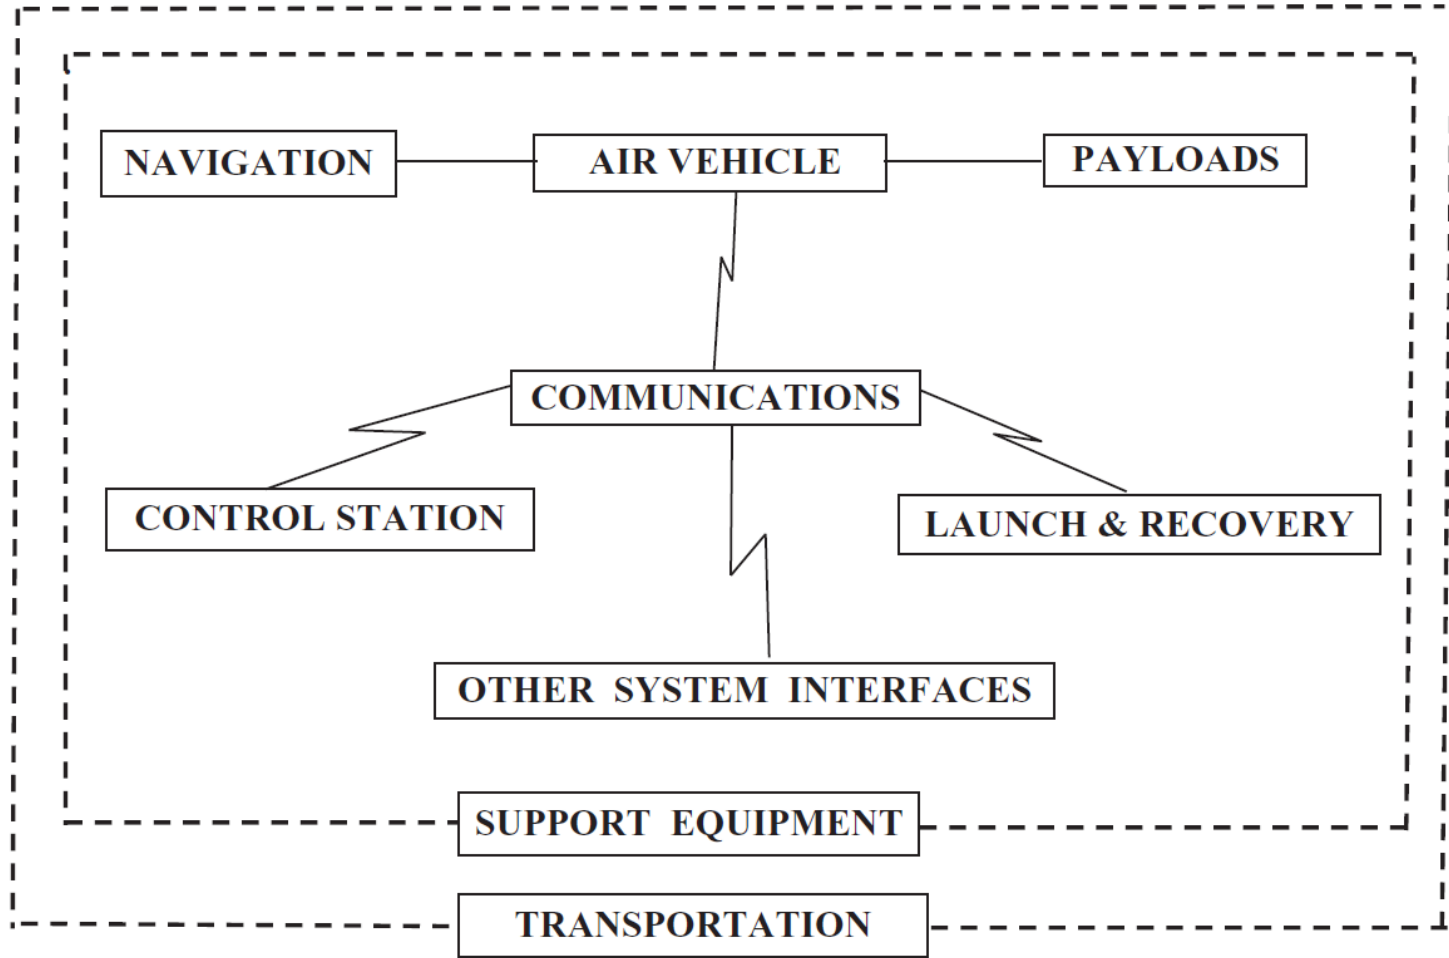 NAVIGATION
AIR VEHICLE
PAYLOADS
COMMUNICATIONS
CONTROL STATION
LAUNCH & RECOVERY
OTHER SYSTEM INTERFACES
SUPPORT EQUIPMENT
TRANSPORTATION